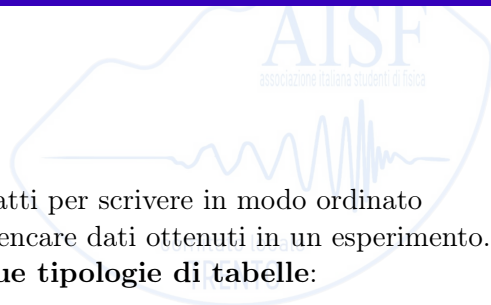 AISF
associazione italiana studenti di fisica
atti per scrivere in modo ordinato
encare dati ottenuti in un esperimento.
ue tipologie di tabelle:
TRENTO